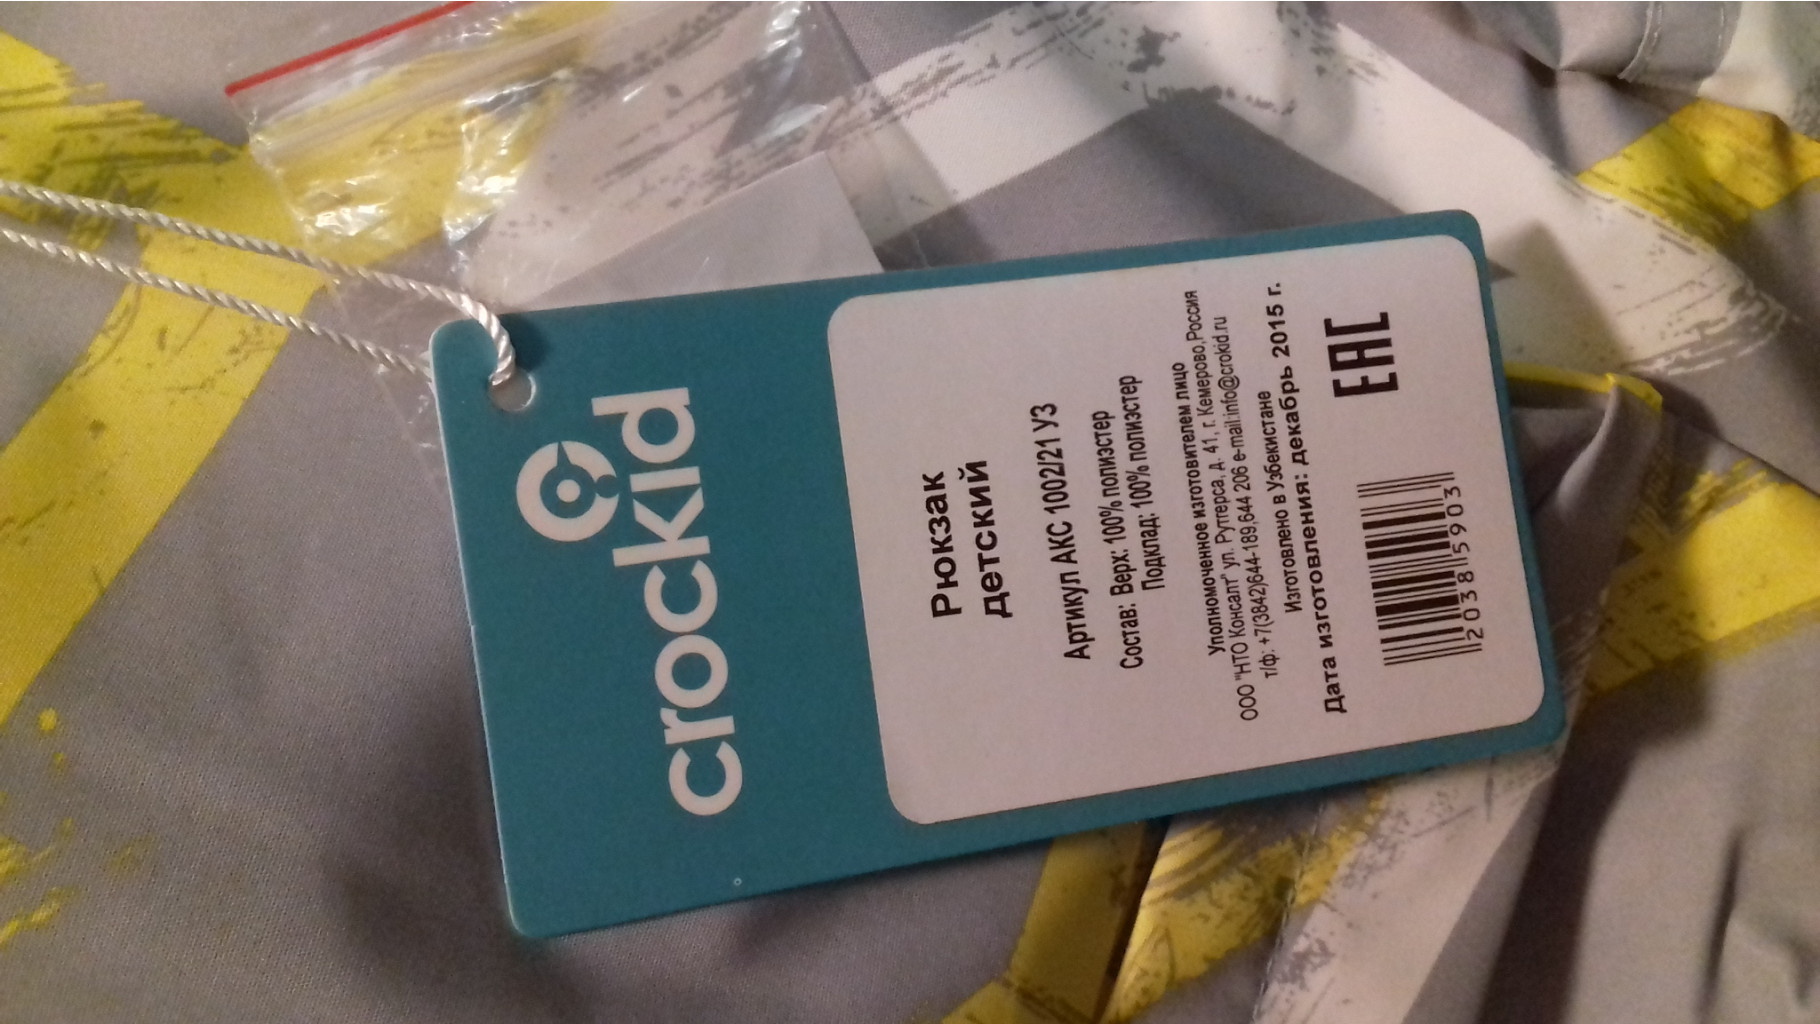 crockid
Рюкзак
детский
Артикул АКС 1002/21 УЗ
Состав: Верх: 100% полиэстер
Подклад: 100% полиэстер
Уполномоченное изготовителем лицо
ООО "НТО Консалт" ул. Рутгерса, д. 41, г. Кемерово,Россия
т/ф: +7(3842)644-189,644 206 e-mail:info@crokid.ru
Изготовлено в Узбекистане
Дата изготовления: декабрь 2015 г.
20385903
EAC